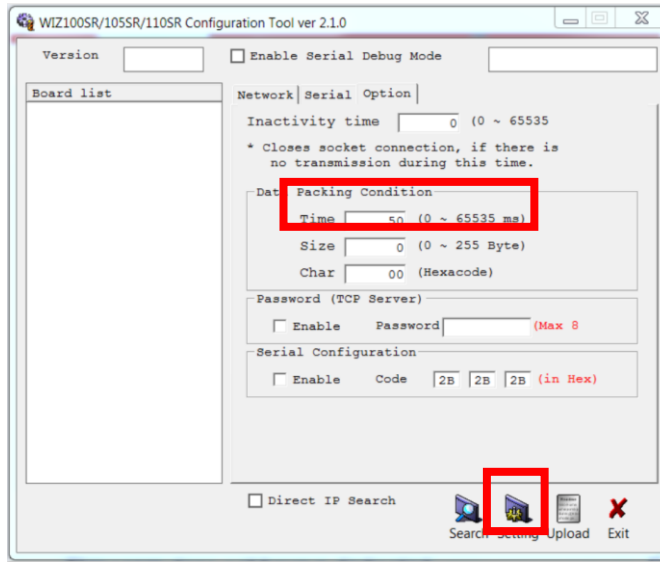 WIZ100SR/105SR/110SR Configuration Tool ver 2.1.0
Version Enable Serial Debug Mode
Board list
Network Serial Option
Inactivity time 0 (0 ~ 65535
* Closes socket connection, if there is
no transmission during this time.
Data Packing Condition
Time 50 (0 ~ 65535 ms)
Size 0 (0 ~ 255 Byte)
Char 00 (Hexacode)
Password (TCP Server)
Enable Password (Max 8
Serial Configuration
Enable Code 2B 2B 2B (in Hex)
Direct IP Search
Search Setting Upload Exit